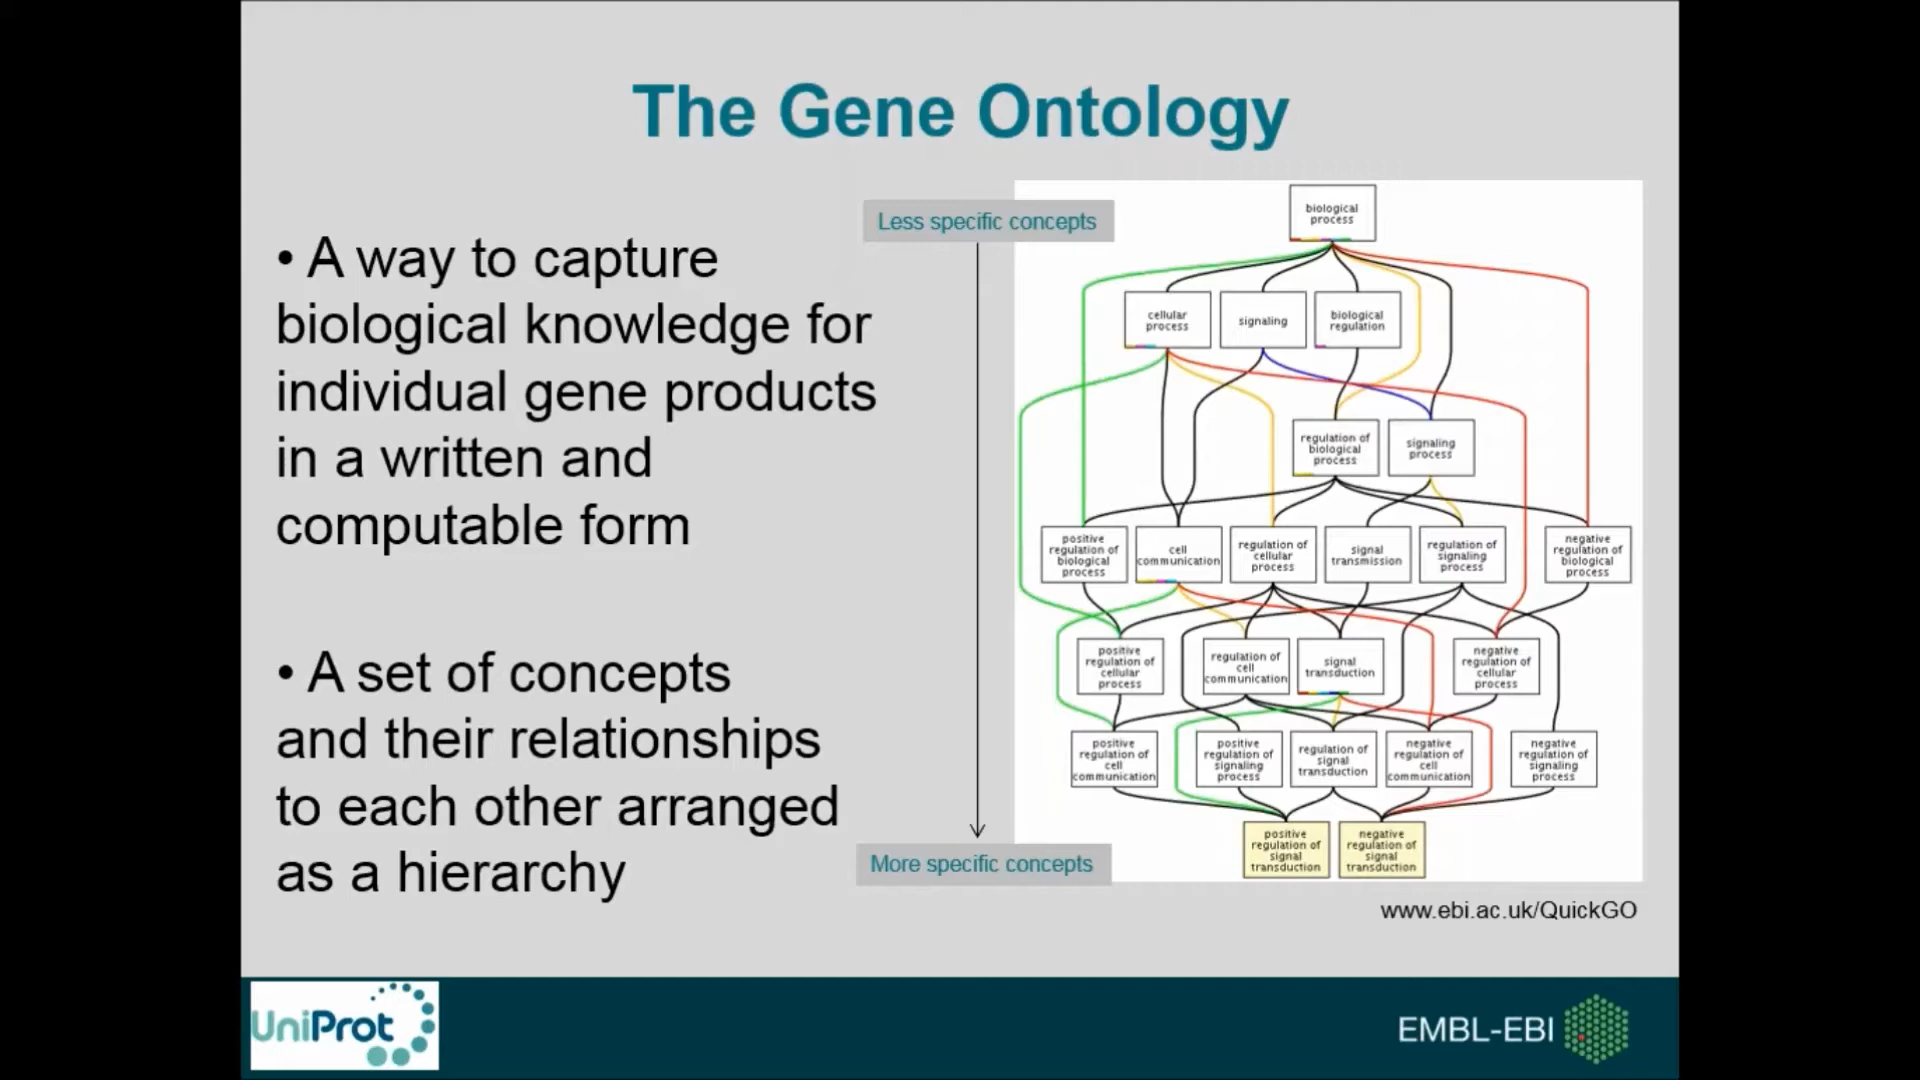 The Gene Ontology
• A way to capture
biological knowledge for
individual gene products
in a written and
computable form
• A set of concepts
and their relationships
to each other arranged
as a hierarchy
Less specific concepts
More specific concepts
biological
process
cellular
process
signaling
biological
regulation
regulation of
biological
process
signaling
process
positive
regulation of
biological
process
cell
communication
regulation of
cellular
process
signal
transmission
regulation of
signaling
process
negative
regulation of
biological
process
positive
regulation of
cellular
process
regulation of
cell
communication
signal
transduction
negative
regulation of
cellular
process
positive
regulation of
cell
communication
positive
regulation of
signaling
process
regulation of
signal
transduction
negative
regulation of
cell
communication
negative
regulation of
signaling
process
positive
regulation of
signal
transduction
negative
regulation of
signal
transduction
www.ebi.ac.uk/QuickGO
UniProt
EMBL-EBI